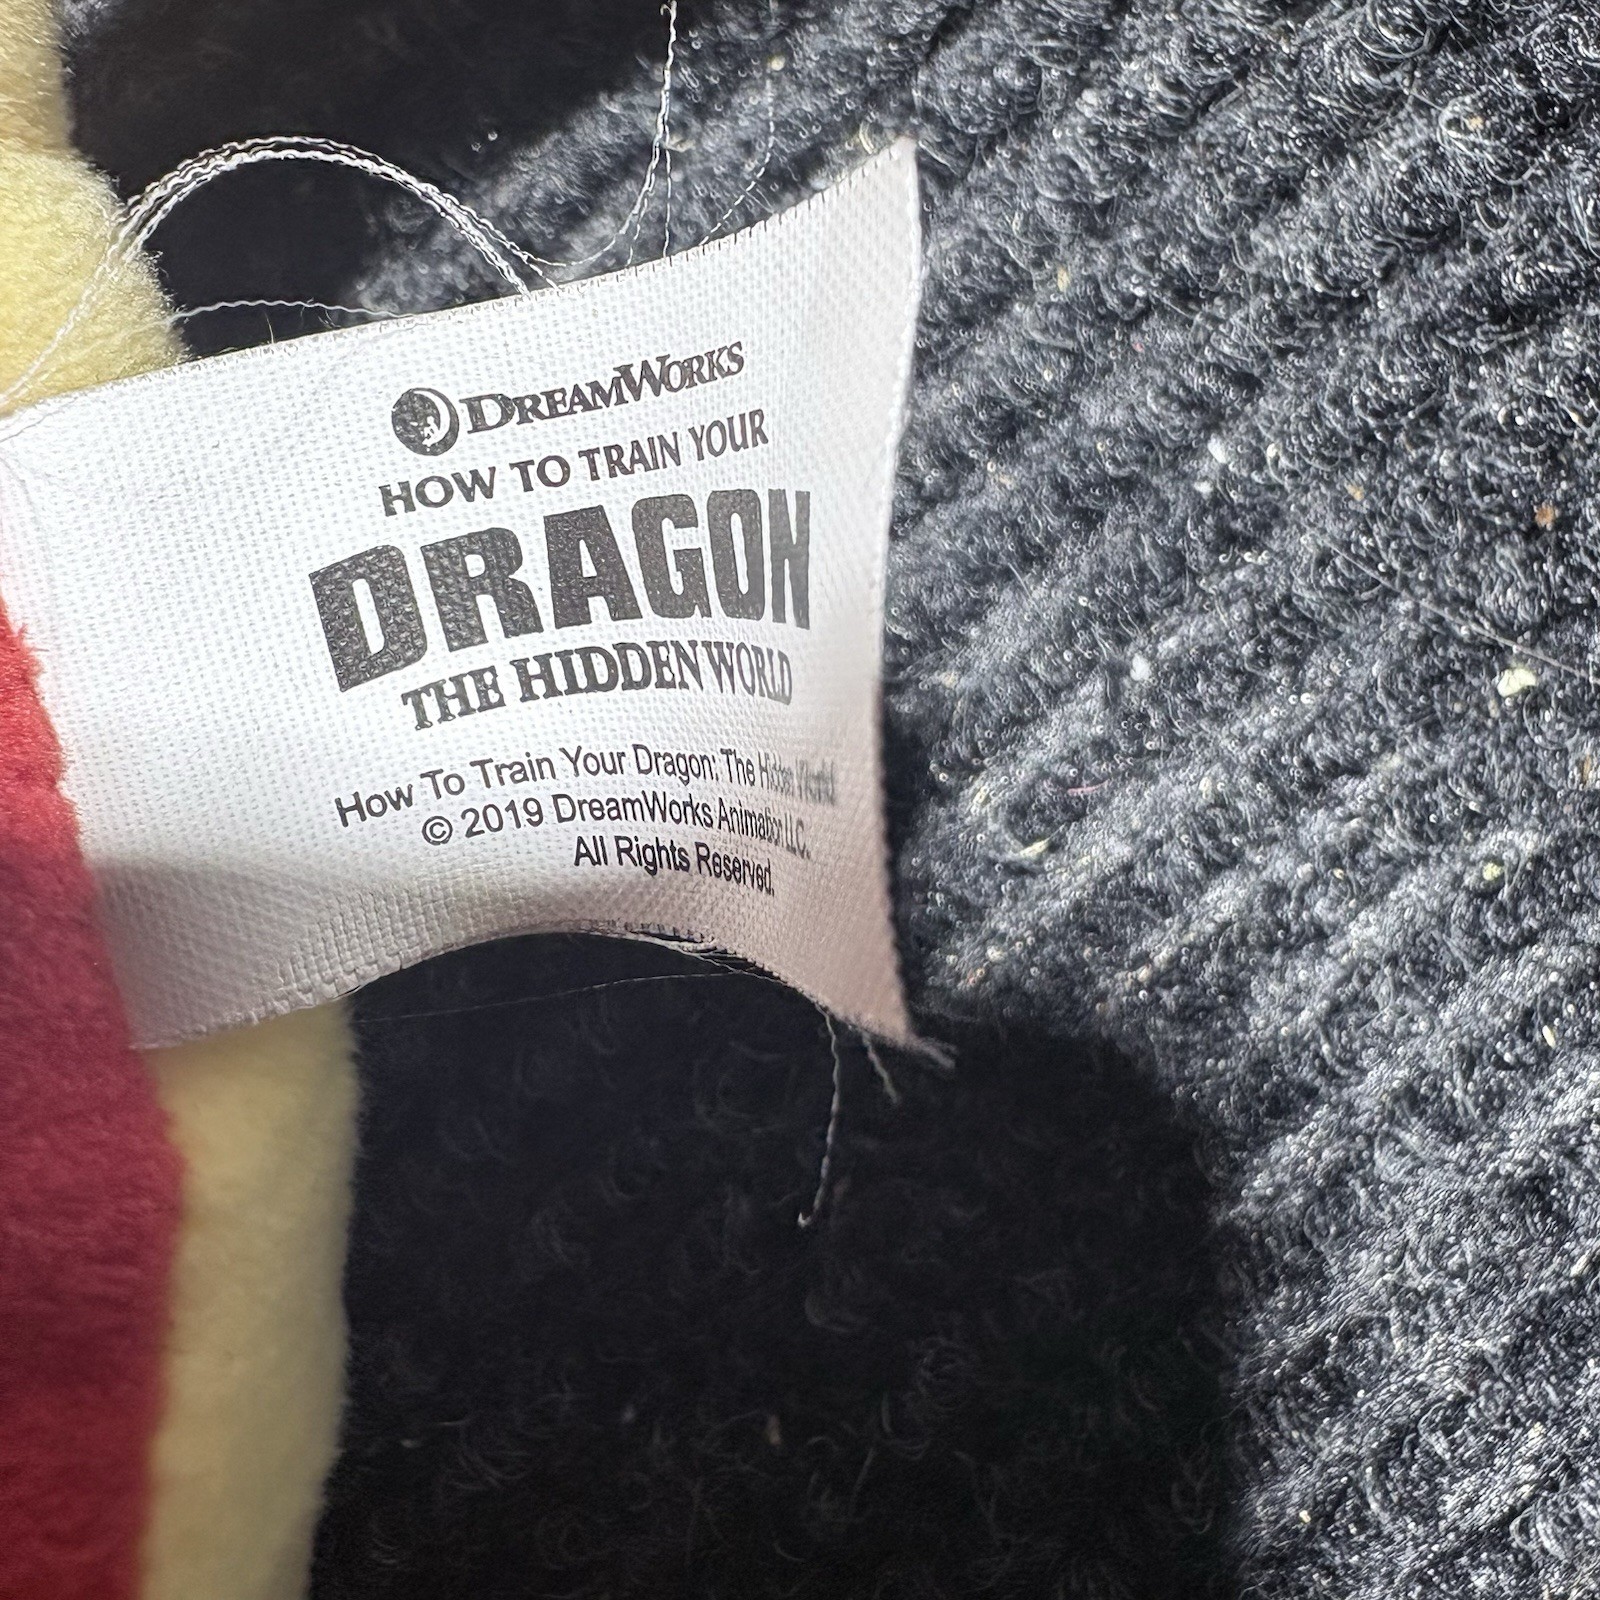 DREAMWORKS
HOW TO TRAIN YOUR
DRAGON
THE HIDDEN WORLD
How To Train Your Dragon: The Hidden World
© 2019 DreamWorks Animation LLC.
All Rights Reserved.